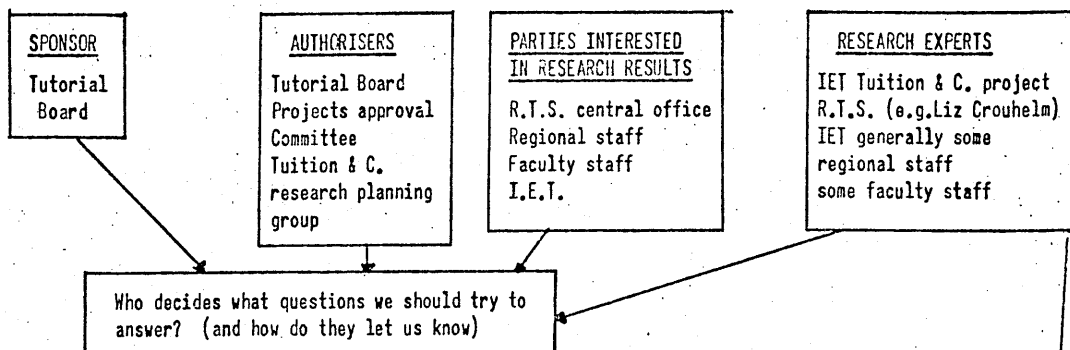 SPONSOR
Tutorial
Board
AUTHORISERS
Tutorial Board
Projects approval
Committee
Tuition & C.
research planning
group
PARTIES INTERESTED
IN RESEARCH RESULTS
R.T.S. central office
Regional staff
Faculty staff
I.E.T.
RESEARCH EXPERTS
IET Tuition & C. project
R.T.S. (e.g.Liz Crouhelm)
IET generally some
regional staff
some faculty staff
Who decides what questions we should try to
answer? (and how do they let us know)